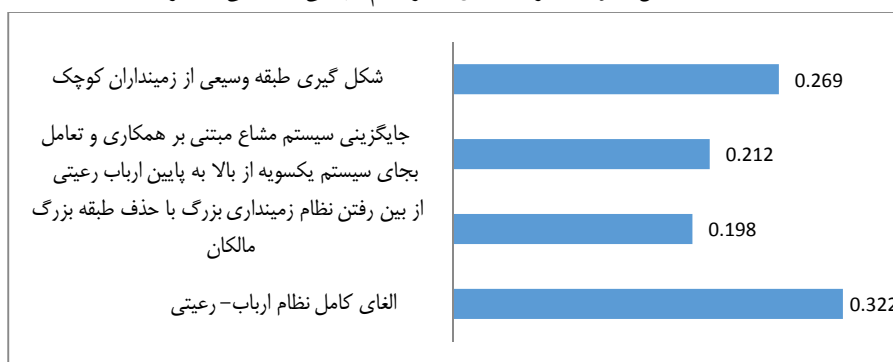 شکل گیری طبقه وسیعی از زمینداران کوچک
0.269
جایگزینی سیستم مشاع مبتنی بر همکاری و تعامل
بجای سیستم یکسویه از بالا به پایین ارباب رعیتی
0.212
از بین رفتن نظام زمینداری بزرگ با حذف طبقه بزرگ
مالکان
0.198
الغای کامل نظام ارباب- رعیتی
0.322